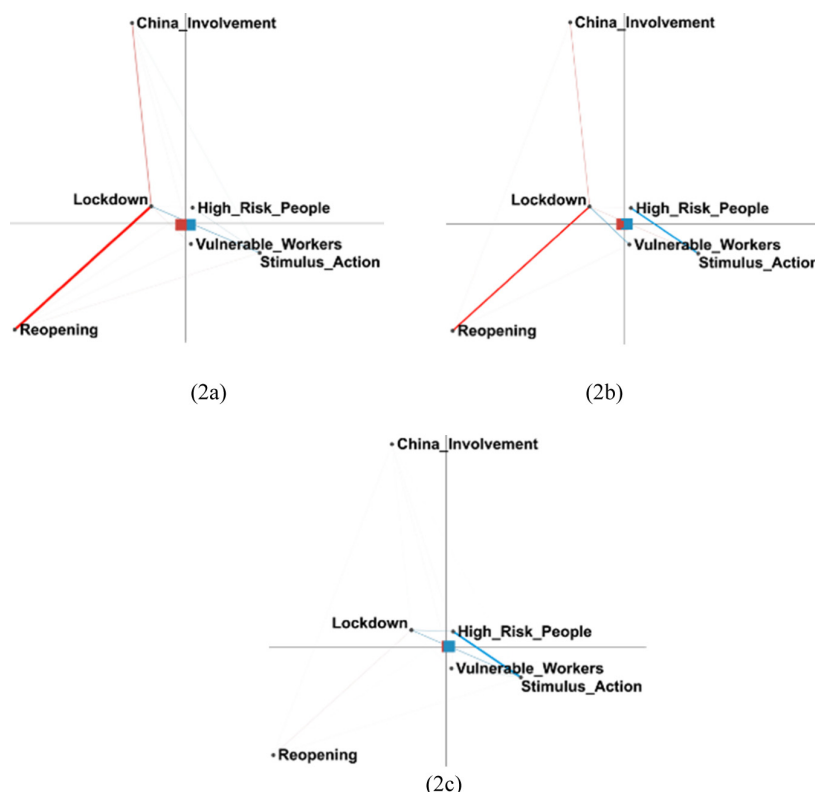 China_Involvement
Lockdown
High_Risk_People
Vulnerable_Workers
Stimulus_Action
Reopening
(2a)
China_Involvement
Lockdown
High_Risk_People
Vulnerable_Workers
Stimulus_Action
Reopening
(2b)
China_Involvement
Lockdown
High_Risk_People
Vulnerable_Workers
Stimulus_Action
Reopening
(2c)